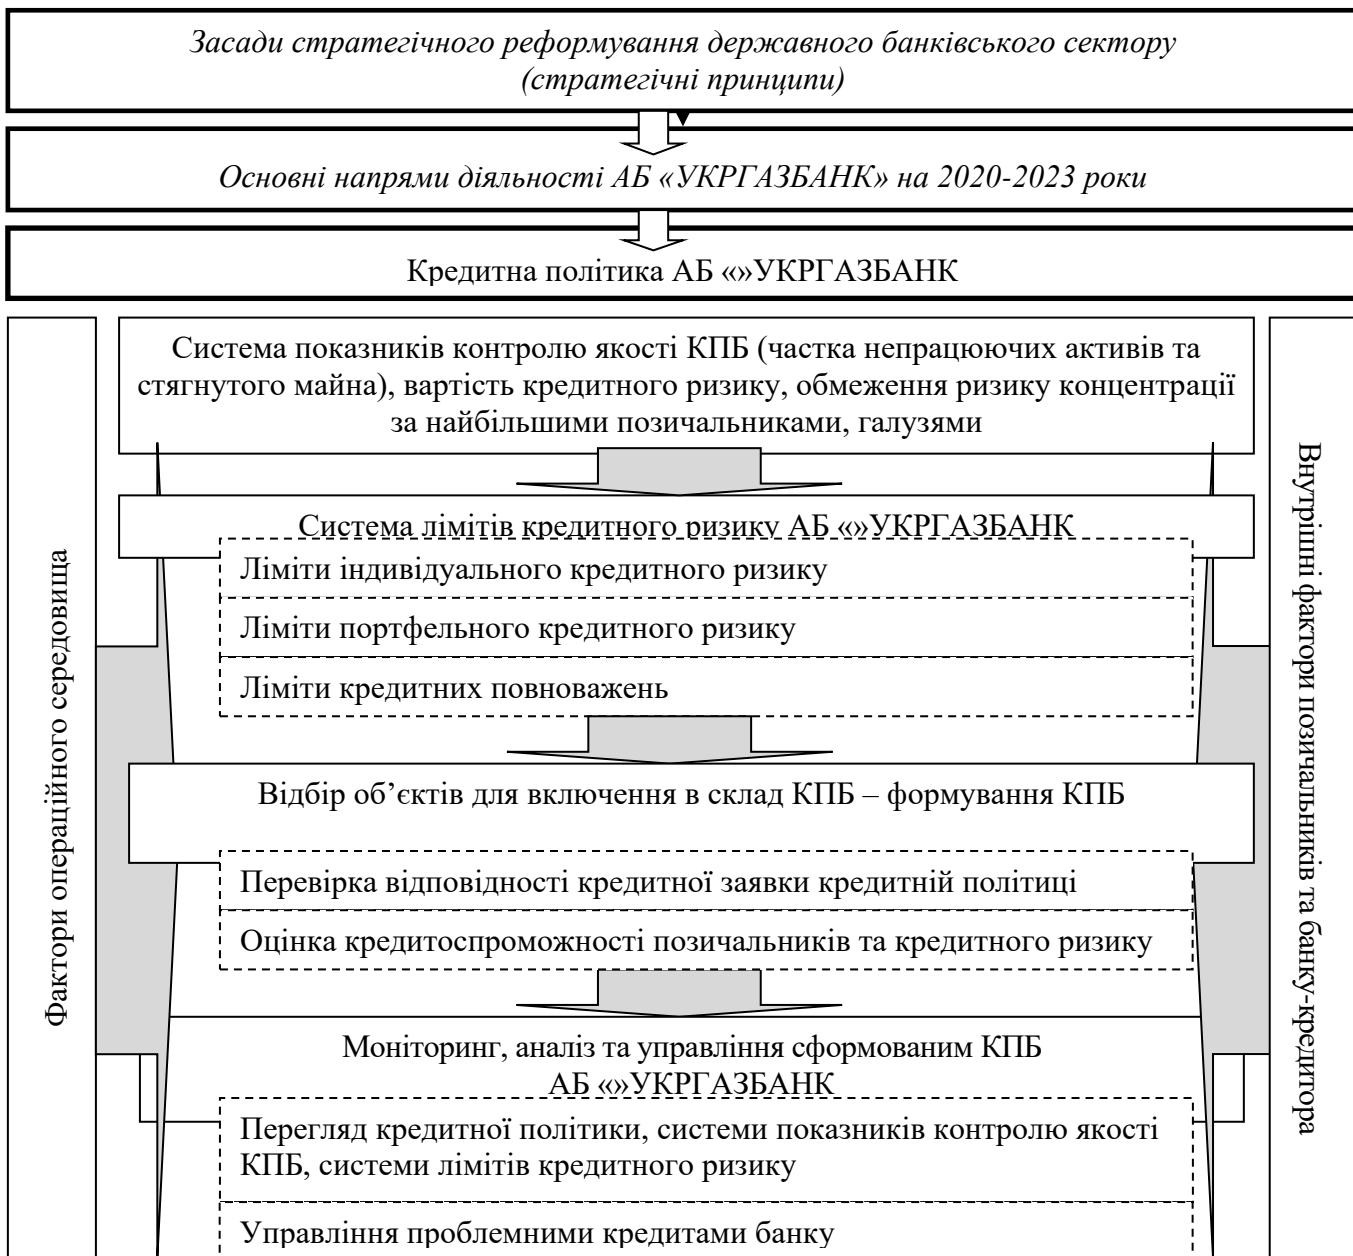 Засади стратегічного реформування державного банківського сектору
(стратегічні принципи)
Основні напрями діяльності АБ «УКРГАЗБАНК» на 2020-2023 роки
Кредитна політика АБ «»УКРГАЗБАНК
Фактори операційного середовища
Система показників контролю якості КПБ (частка непрацюючих активів та
стягнутого майна), вартість кредитного ризику, обмеження ризику концентрації
за найбільшими позичальниками, галузями
Система лімітів кредитного ризику АБ «»УКРГАЗБАНК
Ліміти індивідуального кредитного ризику
Ліміти портфельного кредитного ризику
Ліміти кредитних повноважень
Відбір об’єктів для включення в склад КПБ – формування КПБ
Перевірка відповідності кредитної заявки кредитній політиці
Оцінка кредитоспроможності позичальників та кредитного ризику
Моніторинг, аналіз та управління сформованим КПБ
АБ «»УКРГАЗБАНК
Перегляд кредитної політики, системи показників контролю якості
КПБ, системи лімітів кредитного ризику
Управління проблемними кредитами банку
Внутрішні фактори позичальників та банку-кредитора